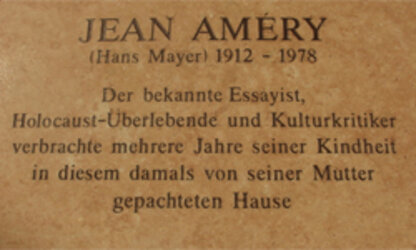 JEAN AMÉRY
(Hans Mayer) 1912 - 1978
Der bekannte Essayist,
Holocaust-Überlebende und Kulturkritiker
verbrachte mehrere Jahre seiner Kindheit
in diesem damals von seiner Mutter
gepachteten Hause